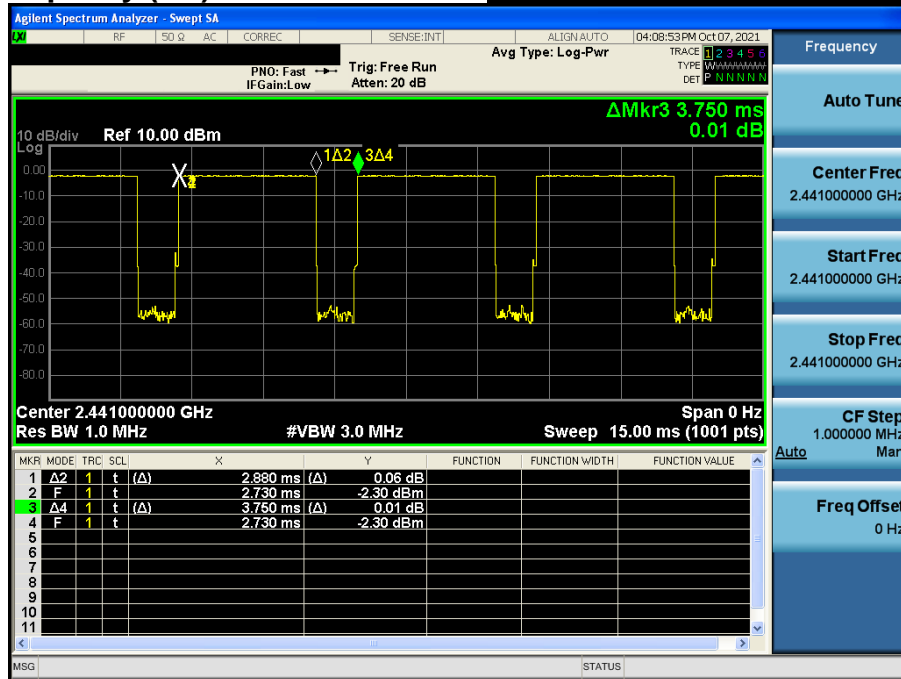 Agilent Spectrum Analyzer - Swept SA
LXI RF 50 Ω AC CORREC SENSE:INT ALIGN AUTO 04:08:53 PM Oct 07, 2021
Avg Type: Log-Pwr TRACE 1 2 3 4 5 6
PNO: Fast Trig: Free Run TYPE
IFGain:Low Atten: 20 dB DET P N N N N N
ΔMkr3 3.750 ms
0.01 dB
10 dB/div Ref 10.00 dBm
Log
1Δ2 3Δ4
0.00
-10.0
-20.0
-30.0
-40.0
-50.0
-60.0
-70.0
-80.0
Center 2.441000000 GHz Span 0 Hz
Res BW 1.0 MHz #VBW 3.0 MHz Sweep 15.00 ms (1001 pts)
MKR MODE TRC SCL X Y FUNCTION FUNCTION WIDTH FUNCTION VALUE
1 Δ2 1 t (Δ) 2.880 ms (Δ) 0.06 dB
2 F 1 t 2.730 ms -2.30 dBm
3 Δ4 1 t (Δ) 3.750 ms (Δ) 0.01 dB
4 F 1 t 2.730 ms -2.30 dBm
5
6
7
8
9
10
11
MSG STATUS
Frequency
Auto Tune
Center Freq
2.441000000 GHz
Start Freq
2.441000000 GHz
Stop Freq
2.441000000 GHz
CF Step
1.000000 MHz
Auto Man
Freq Offset
0 Hz